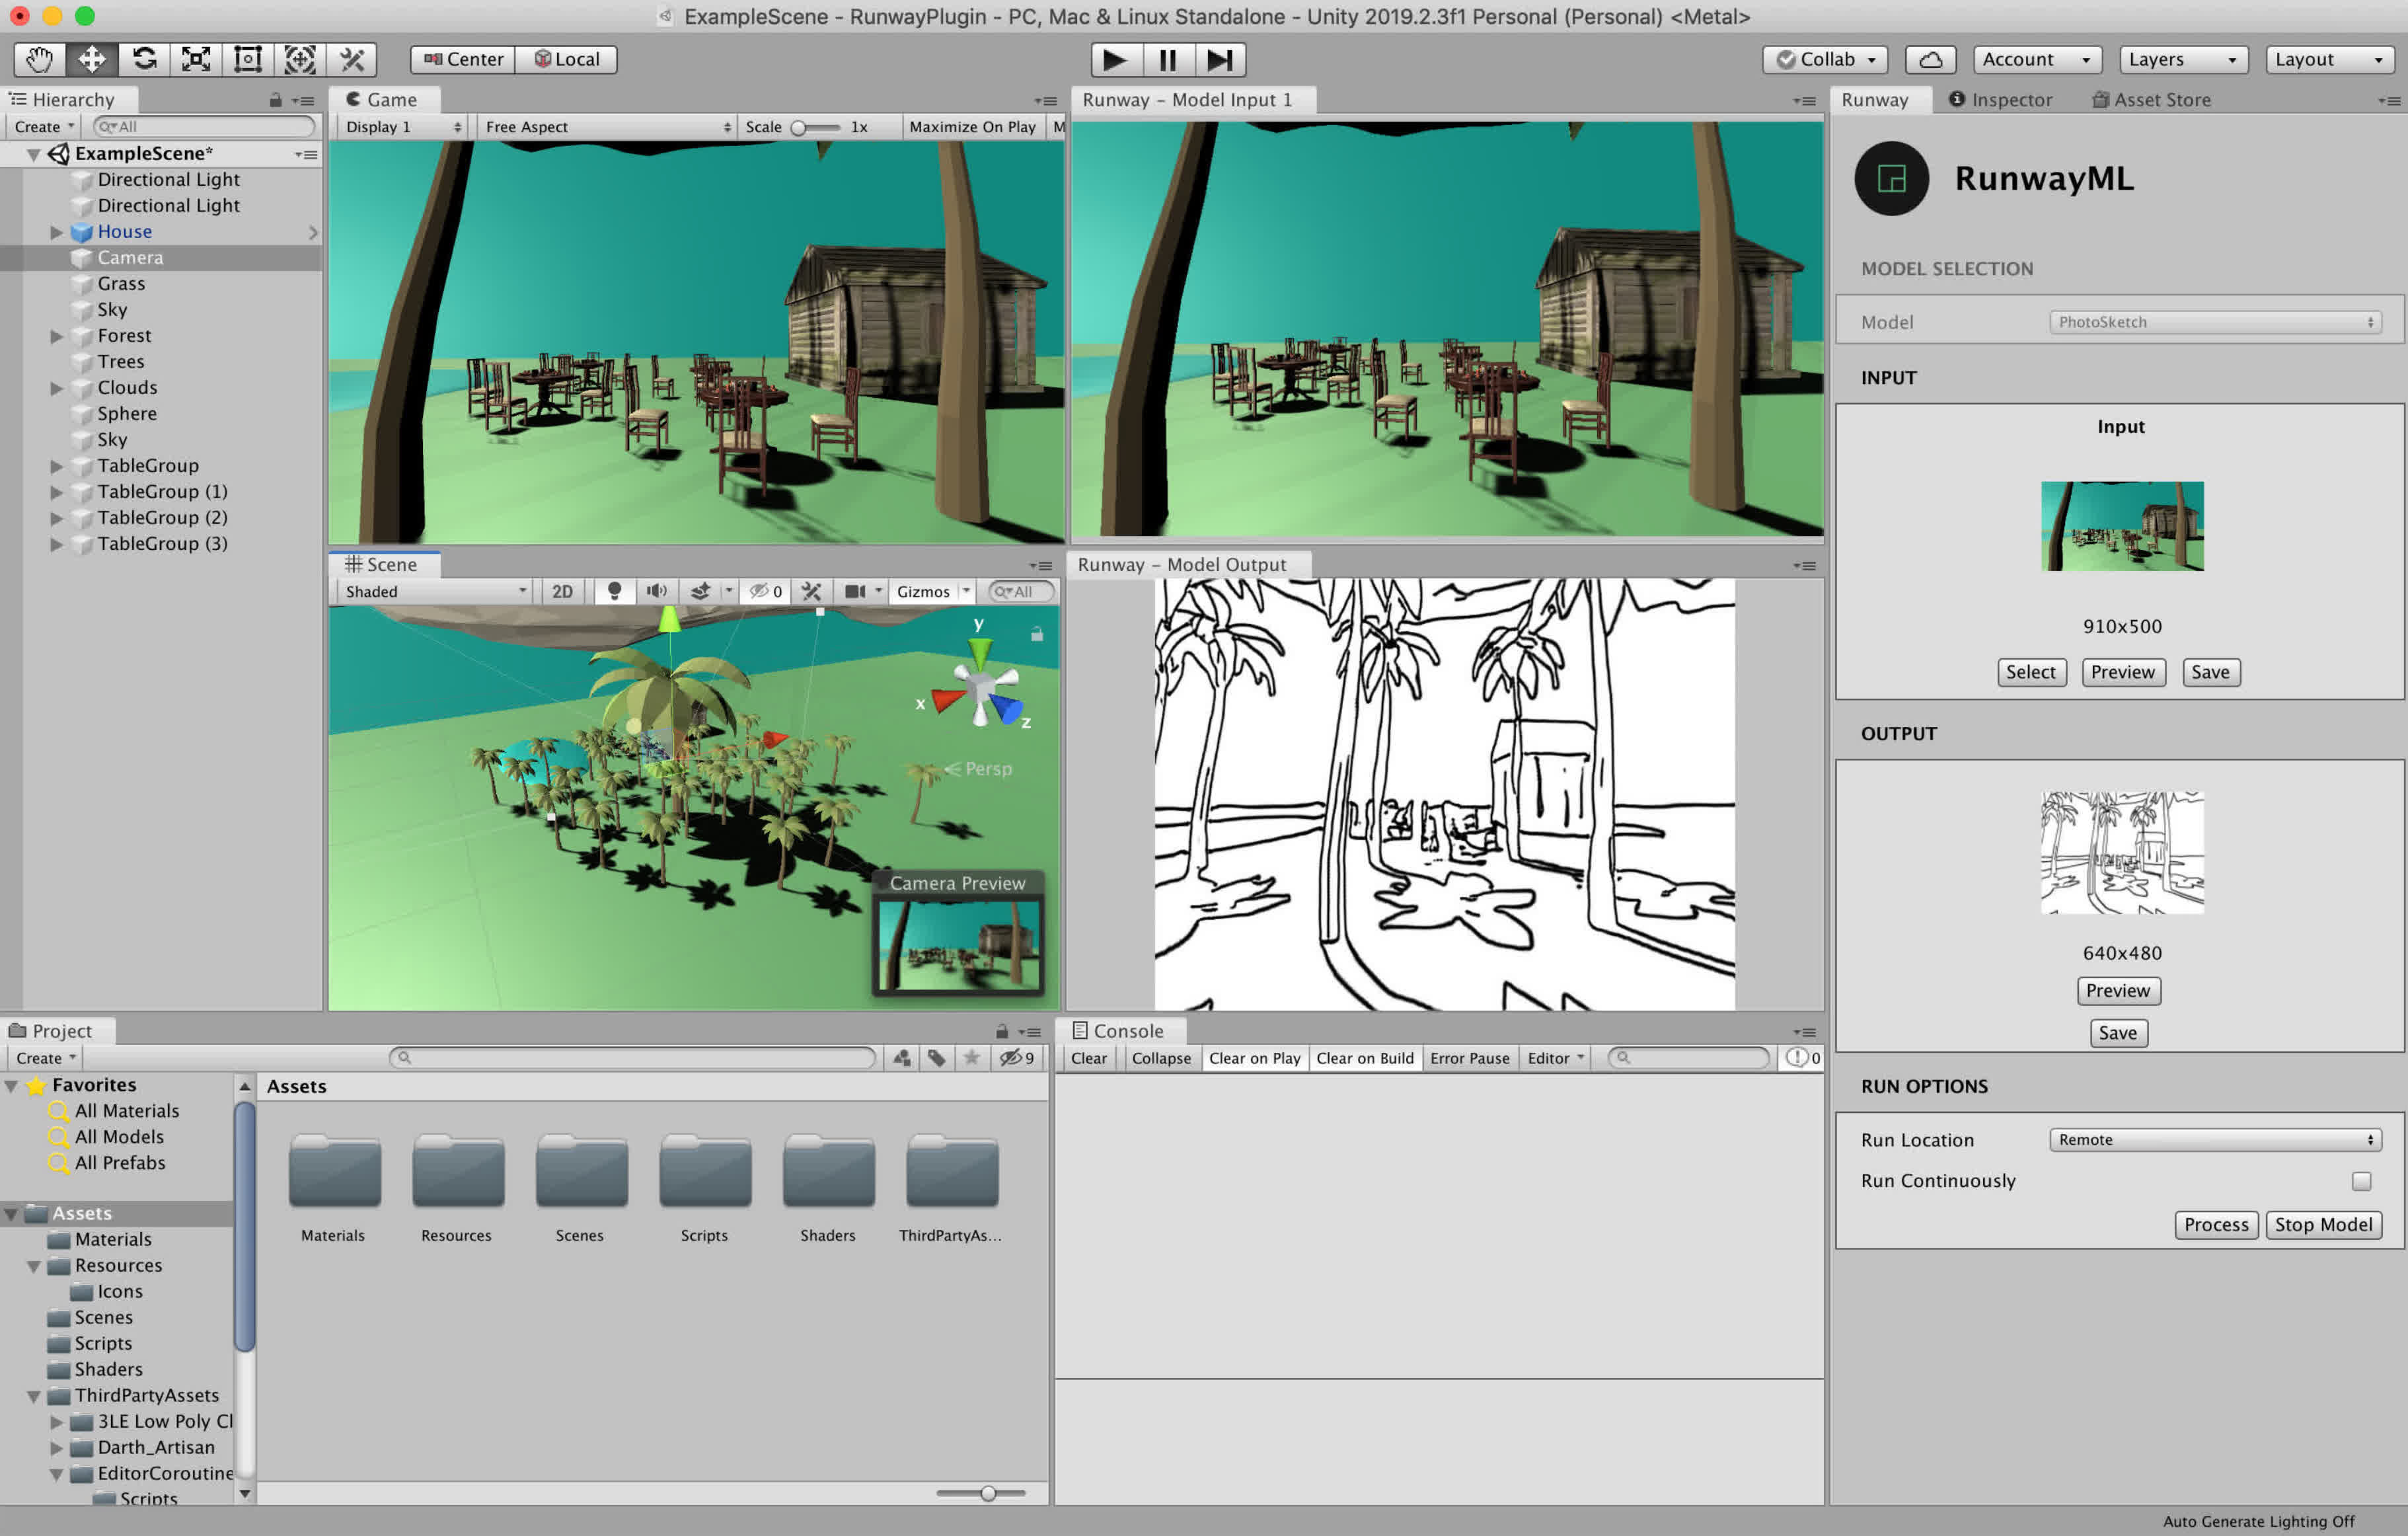 ExampleScene - RunwayPlugin - PC, Mac & Linux Standalone - Unity 2019.2.3f1 Personal (Personal) <Metal>
Center Local Collab Account Layers Layout
Hierarchy
Create All
ExampleScene*
Directional Light
Directional Light
House
Camera
Grass
Sky
Forest
Trees
Clouds
Sphere
Sky
TableGroup
TableGroup (1)
TableGroup (2)
TableGroup (3)
Game
Display 1 Free Aspect Scale 1x Maximize On Play M
Runway – Model Input 1
Scene
Shaded 2D 0 Gizmos All
y
x
z
Persp
Camera Preview
Runway – Model Output
Runway Inspector Asset Store
RunwayML
MODEL SELECTION
Model PhotoSketch
INPUT
Input
910x500
Select Preview Save
OUTPUT
640x480
Preview
Save
RUN OPTIONS
Run Location Remote
Run Continuously
Process Stop Model
Project
Create 9
Favorites
All Materials
All Models
All Prefabs
Assets
Materials
Resources
Icons
Scenes
Scripts
Shaders
ThirdPartyAssets
3LE Low Poly Cl
Darth_Artisan
EditorCoroutine
Scripts
Assets
Materials Resources Scenes Scripts Shaders ThirdPartyAs...
Console
Clear Collapse Clear on Play Clear on Build Error Pause Editor 0
Auto Generate Lighting Off